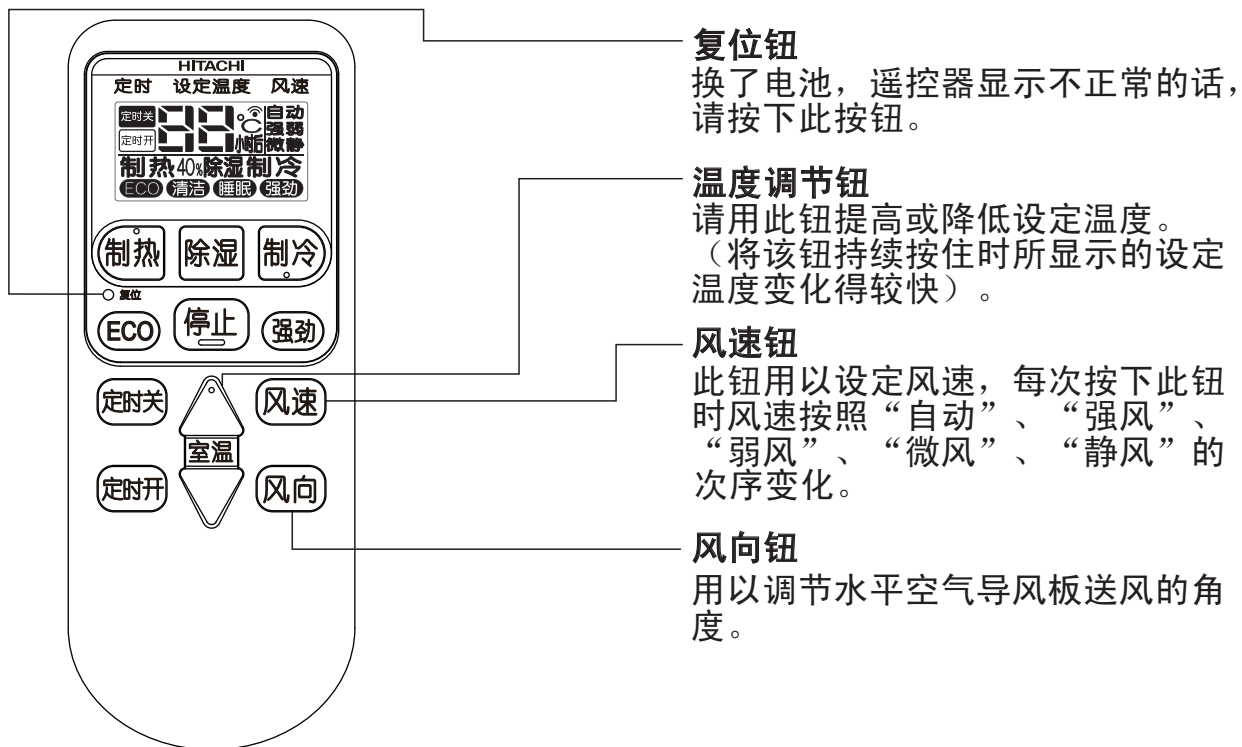 HITACHI
定时 设定温度 风速
定时关 88 ℃ 自动
强弱
定时开 小时后 微静
制热 40% 除湿 制冷
ECO 清洁 睡眠 强劲
制热 除湿 制冷
复位
ECO 停止 强劲
定时关 风速
室温
定时开 风向
复位钮
换了电池，遥控器显示不正常的话，
请按下此按钮。
温度调节钮
请用此钮提高或降低设定温度。
（将该钮持续按住时所显示的设定
温度变化得较快）。
风速钮
此钮用以设定风速，每次按下此钮
时风速按照“自动”、“强风”、
“弱风”、“微风”、“静风”的
次序变化。
风向钮
用以调节水平空气导风板送风的角
度。